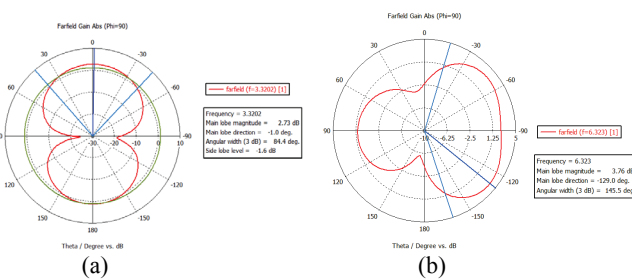 Farfield Gain Abs (Phi=90)
0
30
-30
60
-60
0
-30
-20
-10
0
10
-90
120
-120
150
-150
180
Theta / Degree vs. dB
farfield (f=3.3202) [1]
Frequency = 3.3202
Main lobe magnitude = 2.73 dB
Main lobe direction = -1.0 deg.
Angular width (3 dB) = 84.4 deg.
Side lobe level = -1.6 dB
(a)
Farfield Gain Abs (Phi=90)
0
30
-30
60
-60
90
-10
-6.25
-2.5
1.25
5
-90
120
-120
150
-150
180
Theta / Degree vs. dB
farfield (f=6.323) [1]
Frequency = 6.323
Main lobe magnitude = 3.76 dB
Main lobe direction = -129.0 deg.
Angular width (3 dB) = 145.5 deg.
(b)